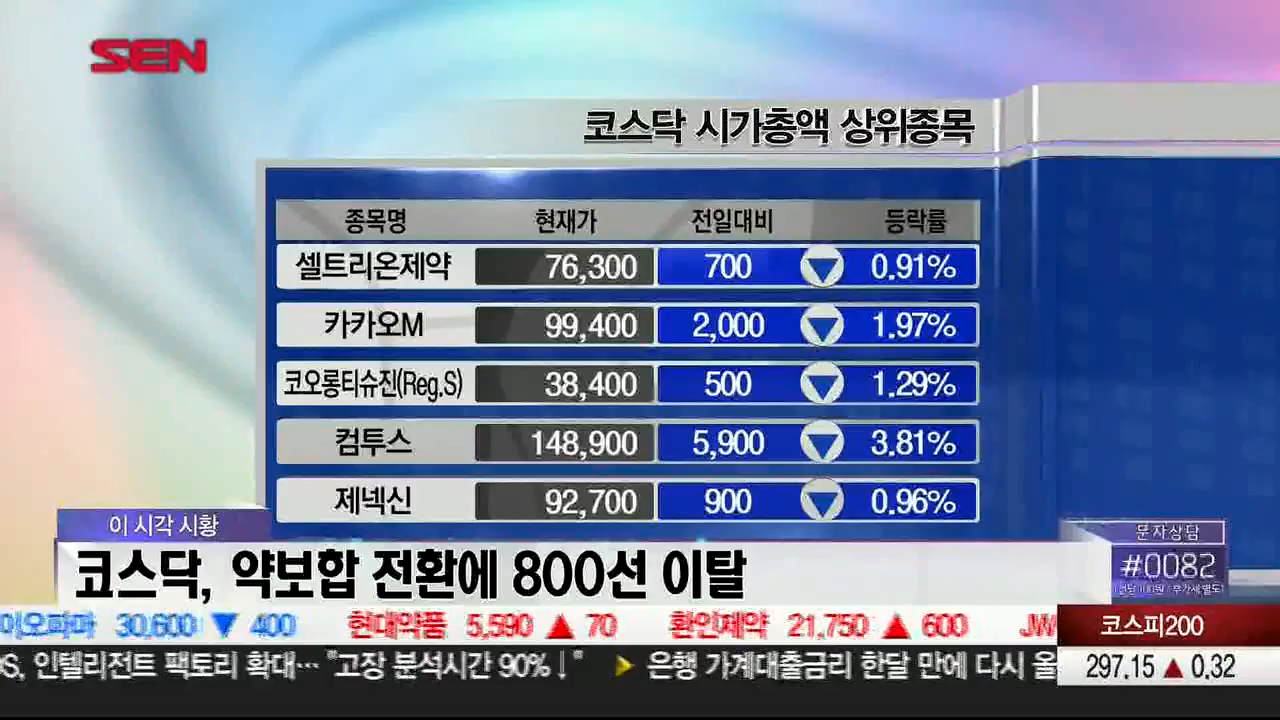 SEN
코스닥 시가총액 상위종목
종목명 현재가 전일대비 등락률
셀트리온제약 76,300 700 ▽ 0.91%
카카오M 99,400 2,000 ▽ 1.97%
코오롱티슈진(Reg.S) 38,400 500 ▽ 1.29%
컴투스 148,900 5,900 ▽ 3.81%
제넥신 92,700 900 ▽ 0.96%
이 시각 시황
문자상담
코스닥, 약보합 전환에 800선 이탈
#0082
30,600 ▼ 400 현대약품 5,590 ▲ 70 환인제약 21,750 ▲ 600 JW
코스피200
S, 인텔리전트 팩토리 확대… "고장 분석시간 90%↓" 은행 가계대출금리 한달 만에 다시 올
297.15 ▲ 0.32